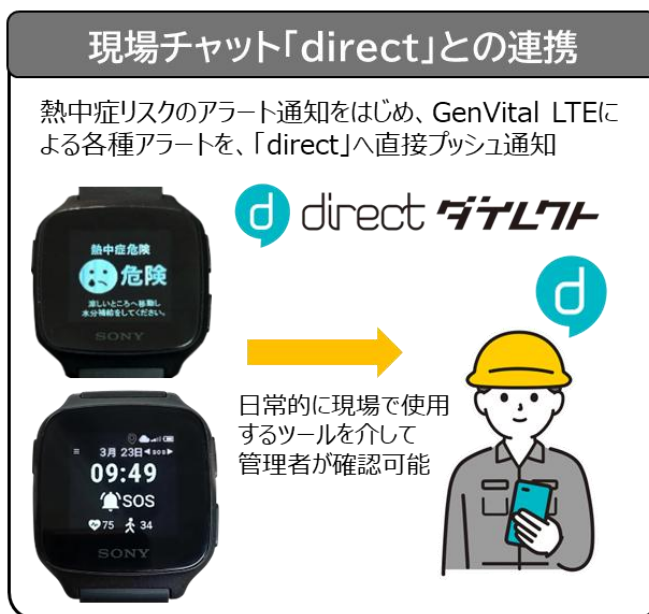 現場チャット「direct」との連携
熱中症リスクのアラート通知をはじめ、GenVital LTEに
よる各種アラートを、「direct」へ直接プッシュ通知
d direct ダイレクト
熱中症危険
危険
涼しいところへ移動し
水分補給をしてください。
SONY
d
日常的に現場で使用
するツールを介して
管理者が確認可能
3月 23日 ◀SOS▶
09:49
SOS
75 34
SONY